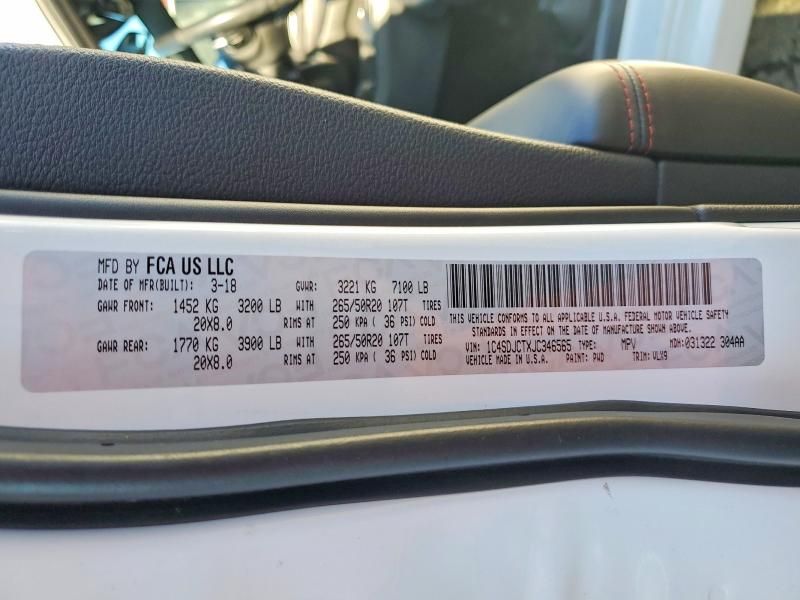 MFD BY FCA US LLC
DATE OF MFR(BUILT): 3-18 GVWR: 3221 KG 7100 LB
GAWR FRONT: 1452 KG 3200 LB WITH 265/50R20 107T TIRES
20X8.0 RIMS AT 250 KPA ( 36 PSI) COLD
GAWR REAR: 1770 KG 3900 LB WITH 265/50R20 107T TIRES
20X8.0 RIMS AT 250 KPA ( 36 PSI) COLD
THIS VEHICLE CONFORMS TO ALL APPLICABLE U.S.A. FEDERAL MOTOR VEHICLE SAFETY
STANDARDS IN EFFECT ON THE DATE OF MANUFACTURE SHOWN ABOVE.
VIN: 1C4SDJCTXJC346565 TYPE: MPV MDH: 031322 304AA
VEHICLE MADE IN U.S.A. PAINT: PWD TRIM: VLX9